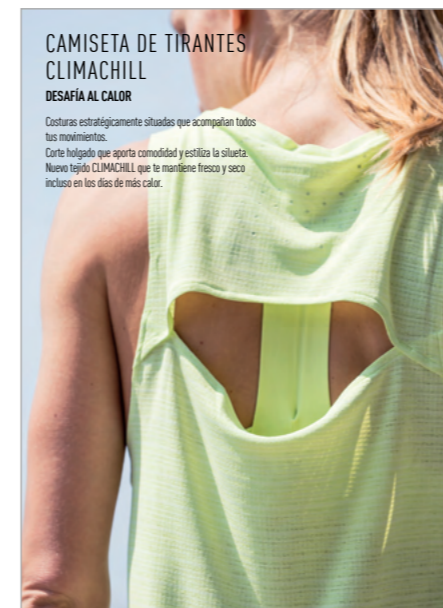 CAMISETA DE TIRANTES
CLIMACHILL
DESAFÍA AL CALOR
Costuras estratégicamente situadas que acompañan todos
tus movimientos.
Corte holgado que aporta comodidad y estiliza la silueta.
Nuevo tejido CLIMACHILL que te mantiene fresco y seco
incluso en los días de más calor.